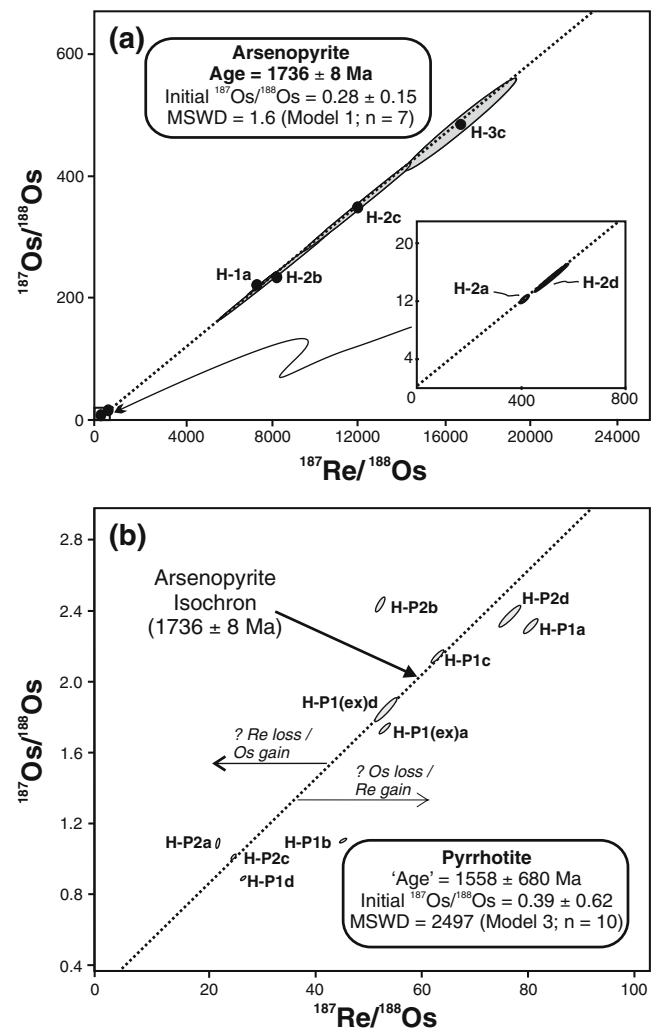 (a)
Arsenopyrite
Age = 1736 ± 8 Ma
Initial ¹⁸⁷Os/¹⁸⁸Os = 0.28 ± 0.15
MSWD = 1.6 (Model 1; n = 7)
600
400
200
0
¹⁸⁷Os/¹⁸⁸Os
H-3c
H-2c
H-1a
H-2b
20
12
4
0
400
800
H-2a
H-2d
0
4000
8000
12000
16000
20000
24000
¹⁸⁷Re/¹⁸⁸Os
(b)
2.8
2.4
2.0
1.6
1.2
0.8
0.4
¹⁸⁷Os/¹⁸⁸Os
Arsenopyrite
Isochron
(1736 ± 8 Ma)
H-P2b
H-P2d
H-P1a
H-P1c
H-P1(ex)d
H-P1(ex)a
? Re loss /
Os gain
? Os loss /
Re gain
H-P2a
H-P2c
H-P1d
H-P1b
Pyrrhotite
'Age' = 1558 ± 680 Ma
Initial ¹⁸⁷Os/¹⁸⁸Os = 0.39 ± 0.62
MSWD = 2497 (Model 3; n = 10)
0
20
40
60
80
100
¹⁸⁷Re/¹⁸⁸Os